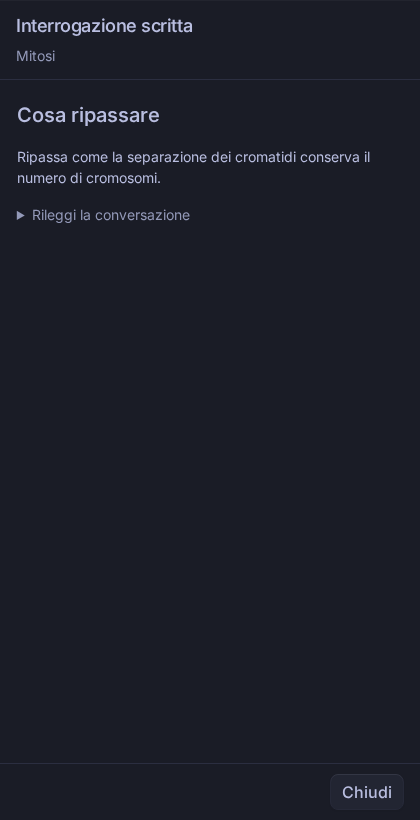 Interrogazione scritta
Mitosi
Cosa ripassare
Ripassa come la separazione dei cromatidi conserva il
numero di cromosomi.
Rileggi la conversazione
Chiudi